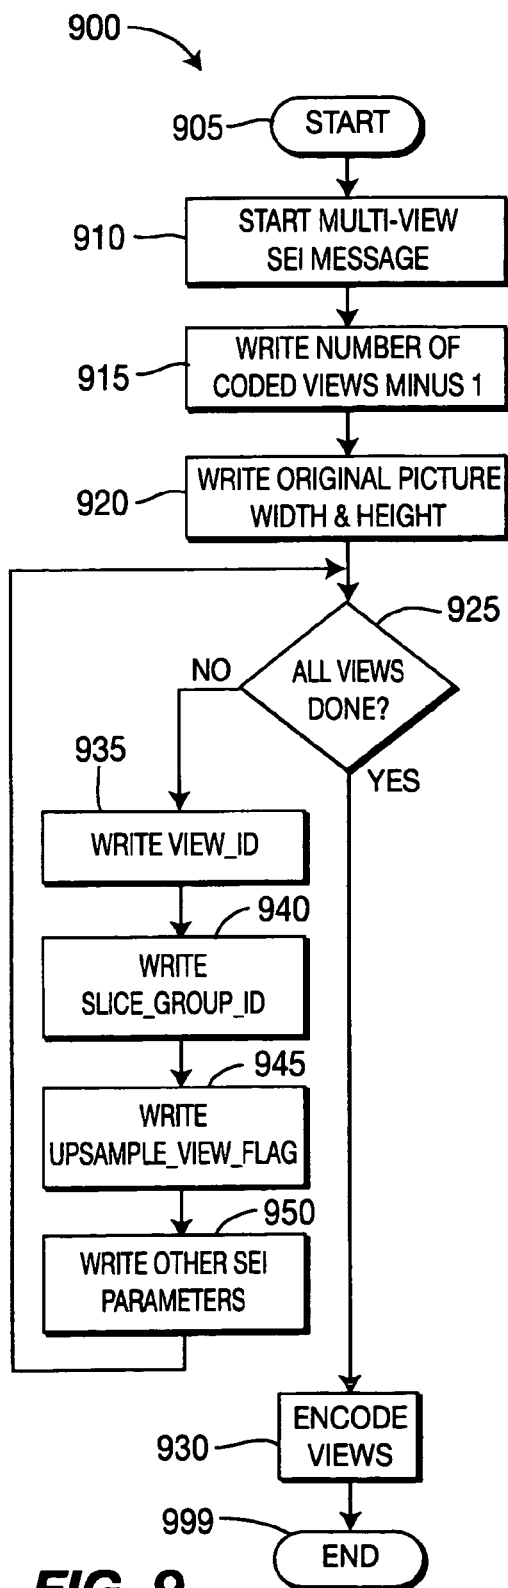 900
905
START
910
START MULTI-VIEW
SEI MESSAGE
915
WRITE NUMBER OF
CODED VIEWS MINUS 1
920
WRITE ORIGINAL PICTURE
WIDTH & HEIGHT
925
ALL VIEWS
DONE?
NO
YES
935
WRITE VIEW_ID
940
WRITE
SLICE_GROUP_ID
945
WRITE
UPSAMPLE_VIEW_FLAG
950
WRITE OTHER SEI
PARAMETERS
930
ENCODE
VIEWS
999
END
FIG. 9